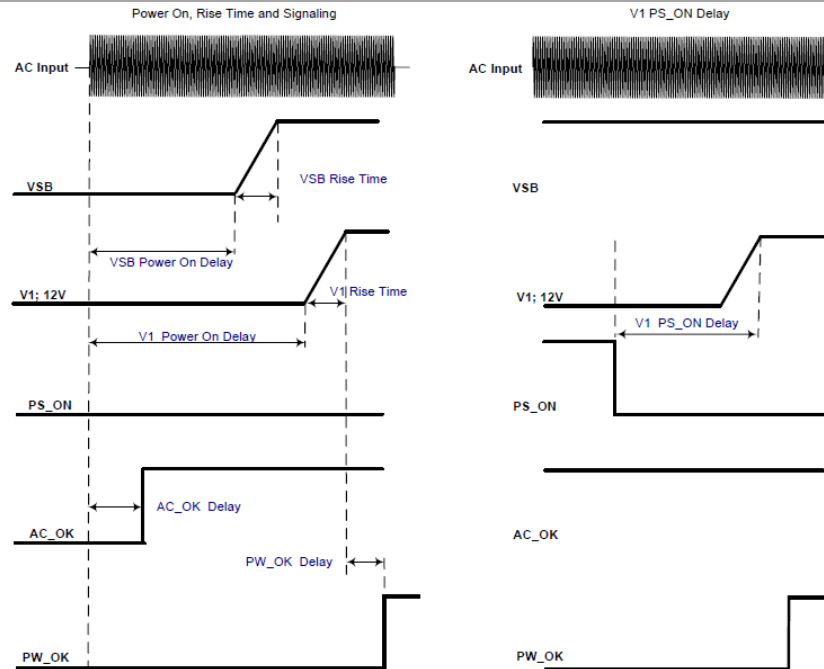 Power On, Rise Time and Signaling
AC Input
VSB
VSB Rise Time
VSB Power On Delay
V1; 12V
V1 Rise Time
V1 Power On Delay
PS_ON
AC_OK Delay
AC_OK
PW_OK Delay
PW_OK
V1 PS_ON Delay
AC Input
VSB
V1; 12V
V1 PS_ON Delay
PS_ON
AC_OK
PW_OK